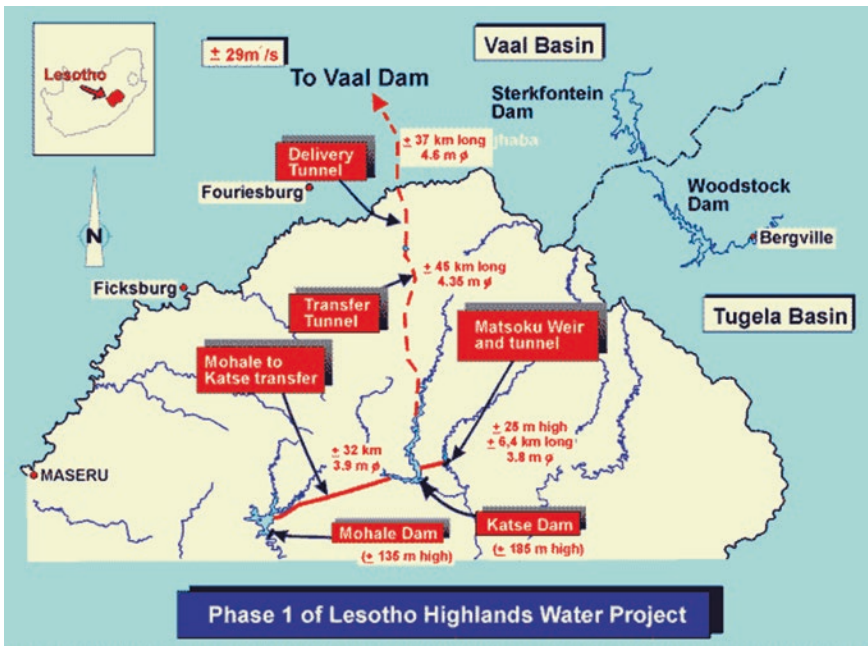 Lesotho
± 29m³/s
Vaal Basin
To Vaal Dam
Sterkfontein
Dam
± 37 km long
4.6 m ø
Delivery
Tunnel
Fouriesburg
Woodstock
Dam
Bergville
N
± 45 km long
4.35 m ø
Ficksburg
Transfer
Tunnel
Matsoku Weir
and tunnel
Tugela Basin
Mohale to
Katse transfer
± 25 m high
± 6,4 km long
3.8 m ø
± 32 km
3.9 m ø
MASERU
Mohale Dam
(± 135 m high)
Katse Dam
(± 185 m high)
Phase 1 of Lesotho Highlands Water Project